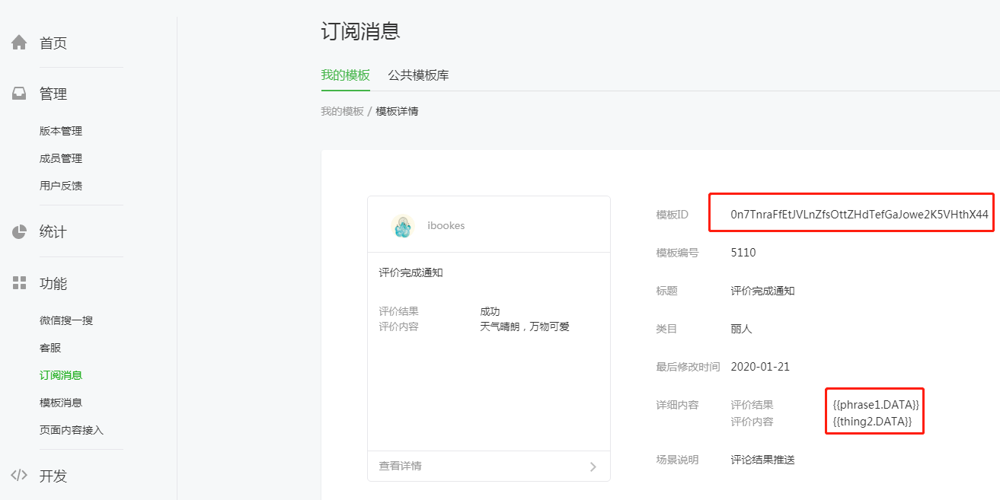 首页
管理
版本管理
成员管理
用户反馈
统计
功能
微信搜一搜
客服
订阅消息
模板消息
页面内容接入
开发
订阅消息
我的模板 公共模板库
我的模板 / 模板详情
ibookes
评价完成通知
评价结果 成功
评价内容 天气晴朗，万物可爱
查看详情
模板ID 0n7TnraFfEtJVLnZfsOttZHdTefGaJowe2K5VHthX44
模板编号 5110
标题 评价完成通知
类目 丽人
最后修改时间 2020-01-21
详细内容 评价结果 {{phrase1.DATA}}
评价内容 {{thing2.DATA}}
场景说明 评论结果推送